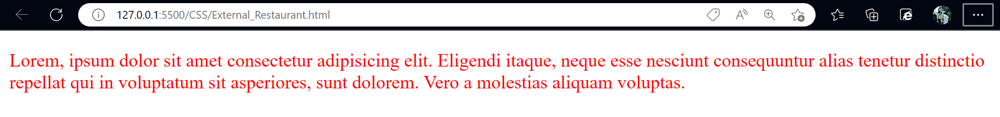 127.0.0.1:5500/CSS/External_Restaurant.html
Lorem, ipsum dolor sit amet consectetur adipisicing elit. Eligendi itaque, neque esse nesciunt consequuntur alias tenetur distinctio
repellat qui in voluptatum sit asperiores, sunt dolorem. Vero a molestias aliquam voluptas.